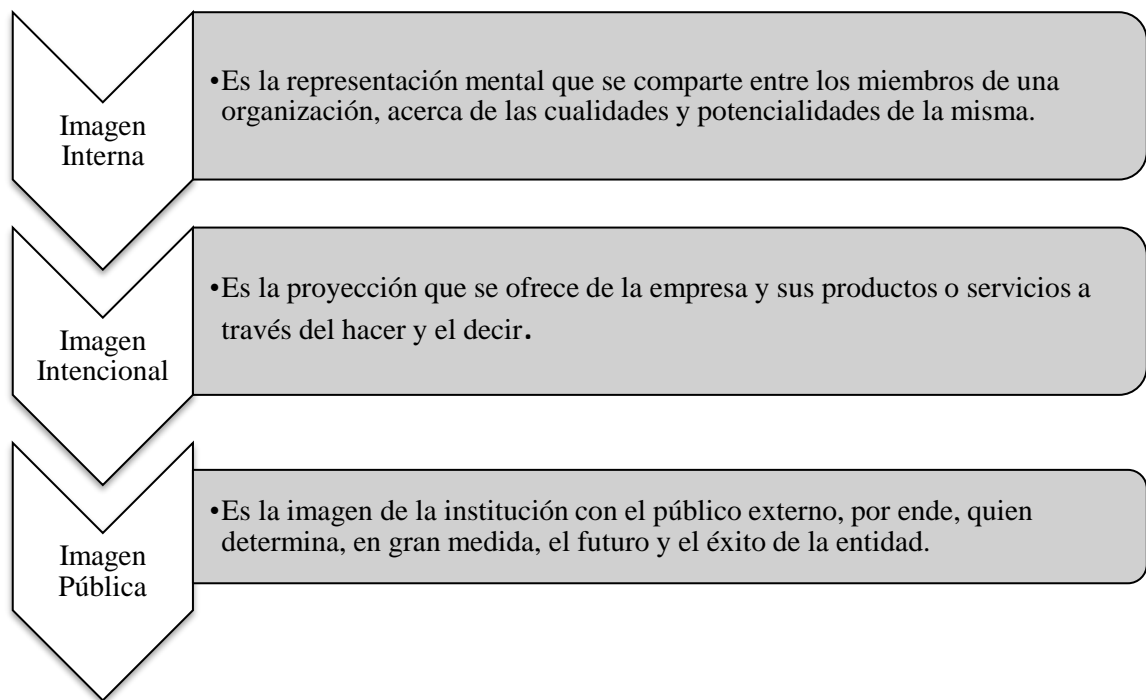 Imagen
Interna
•Es la representación mental que se comparte entre los miembros de una
organización, acerca de las cualidades y potencialidades de la misma.
Imagen
Intencional
•Es la proyección que se ofrece de la empresa y sus productos o servicios a
través del hacer y el decir.
Imagen
Pública
•Es la imagen de la institución con el público externo, por ende, quien
determina, en gran medida, el futuro y el éxito de la entidad.